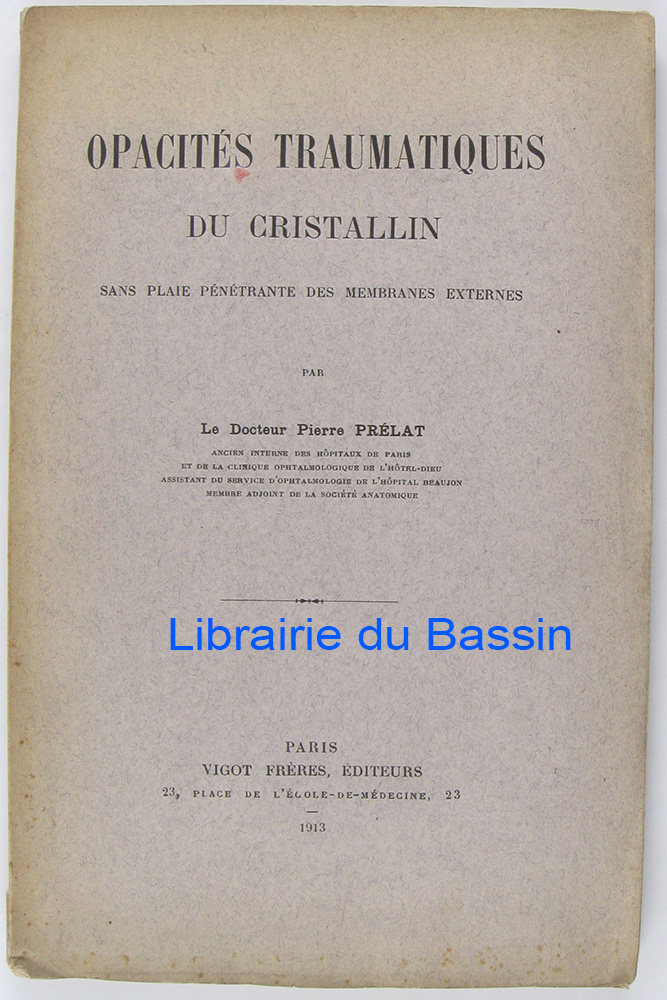 OPACITÉS TRAUMATIQUES
DU CRISTALLIN
SANS PLAIE PÉNÉTRANTE DES MEMBRANES EXTERNES
PAR
Le Docteur Pierre PRÉLAT
ANCIEN INTERNE DES HÔPITAUX DE PARIS
ET DE LA CLINIQUE OPHTALMOLOGIQUE DE L'HÔTEL-DIEU
ASSISTANT DU SERVICE D'OPHTALMOLOGIE DE L'HÔPITAL BEAUJON
MEMBRE ADJOINT DE LA SOCIÉTÉ ANATOMIQUE
Librairie du Bassin
PARIS
VIGOT FRÈRES, ÉDITEURS
23, PLACE DE L'ÉCOLE-DE-MÉDECINE, 23
1913